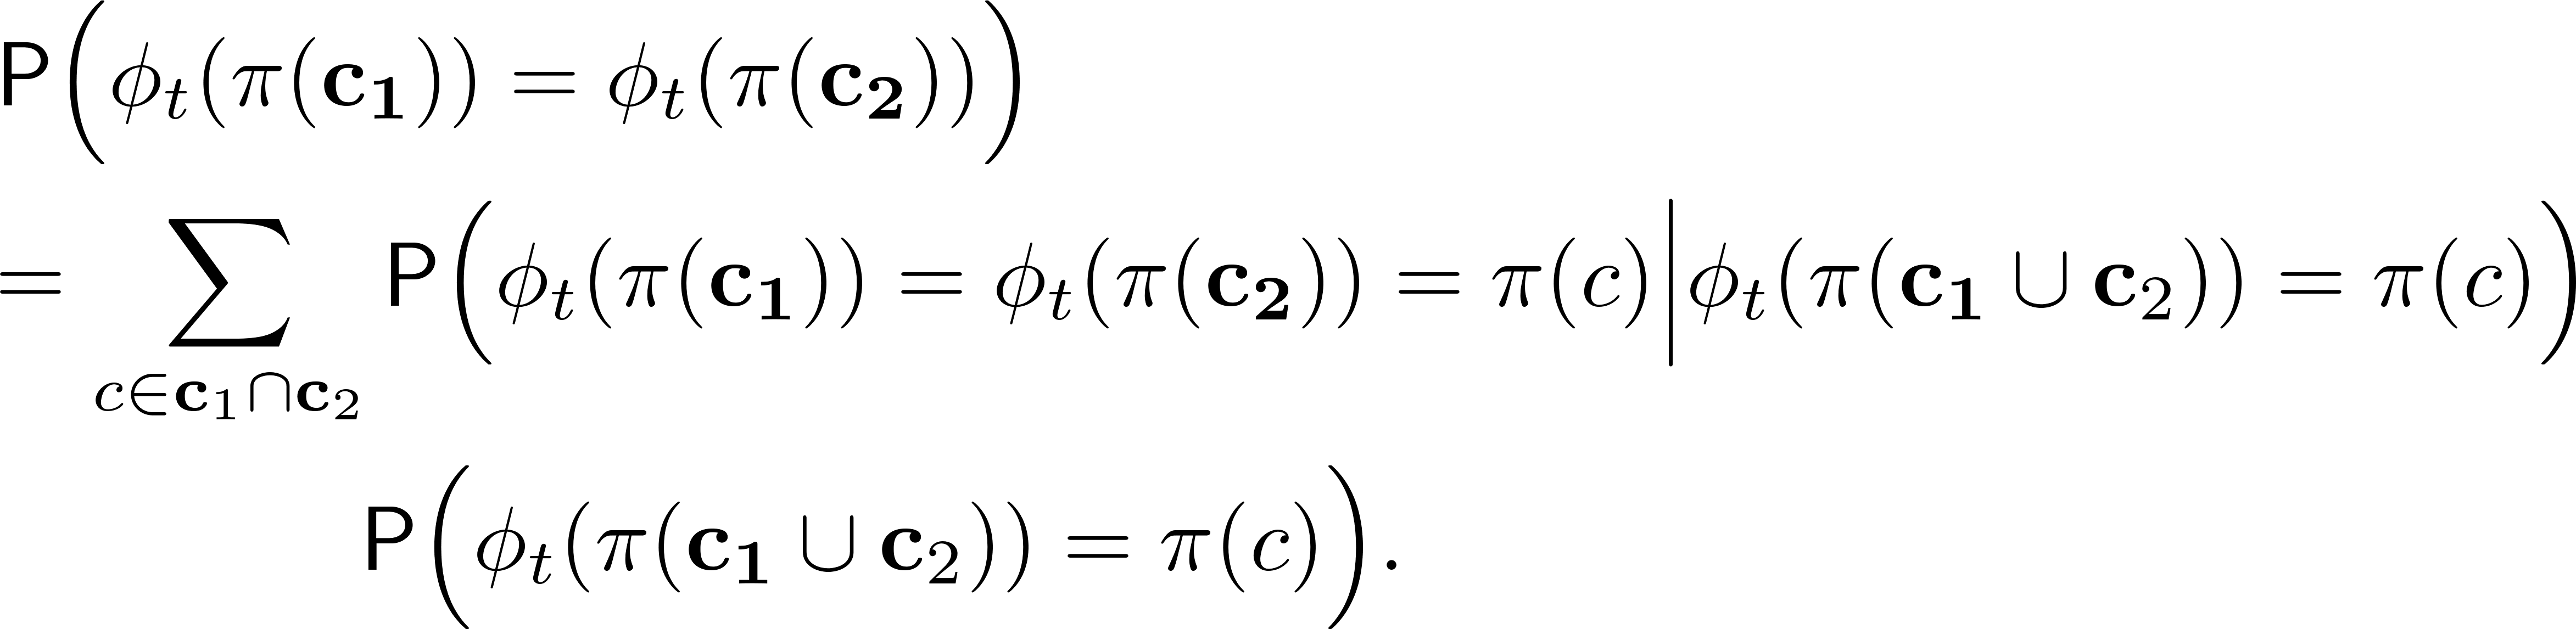 P(ϕ_t(π(𝐜_𝟏)) = ϕ_t(π(𝐜_𝟐)))
= ∑_{c∈𝐜_1∩𝐜_2} P(ϕ_t(π(𝐜_𝟏)) = ϕ_t(π(𝐜_𝟐)) = π(c)|ϕ_t(π(𝐜_𝟏 ∪ 𝐜_2)) = π(c))
P(ϕ_t(π(𝐜_𝟏 ∪ 𝐜_2)) = π(c)).